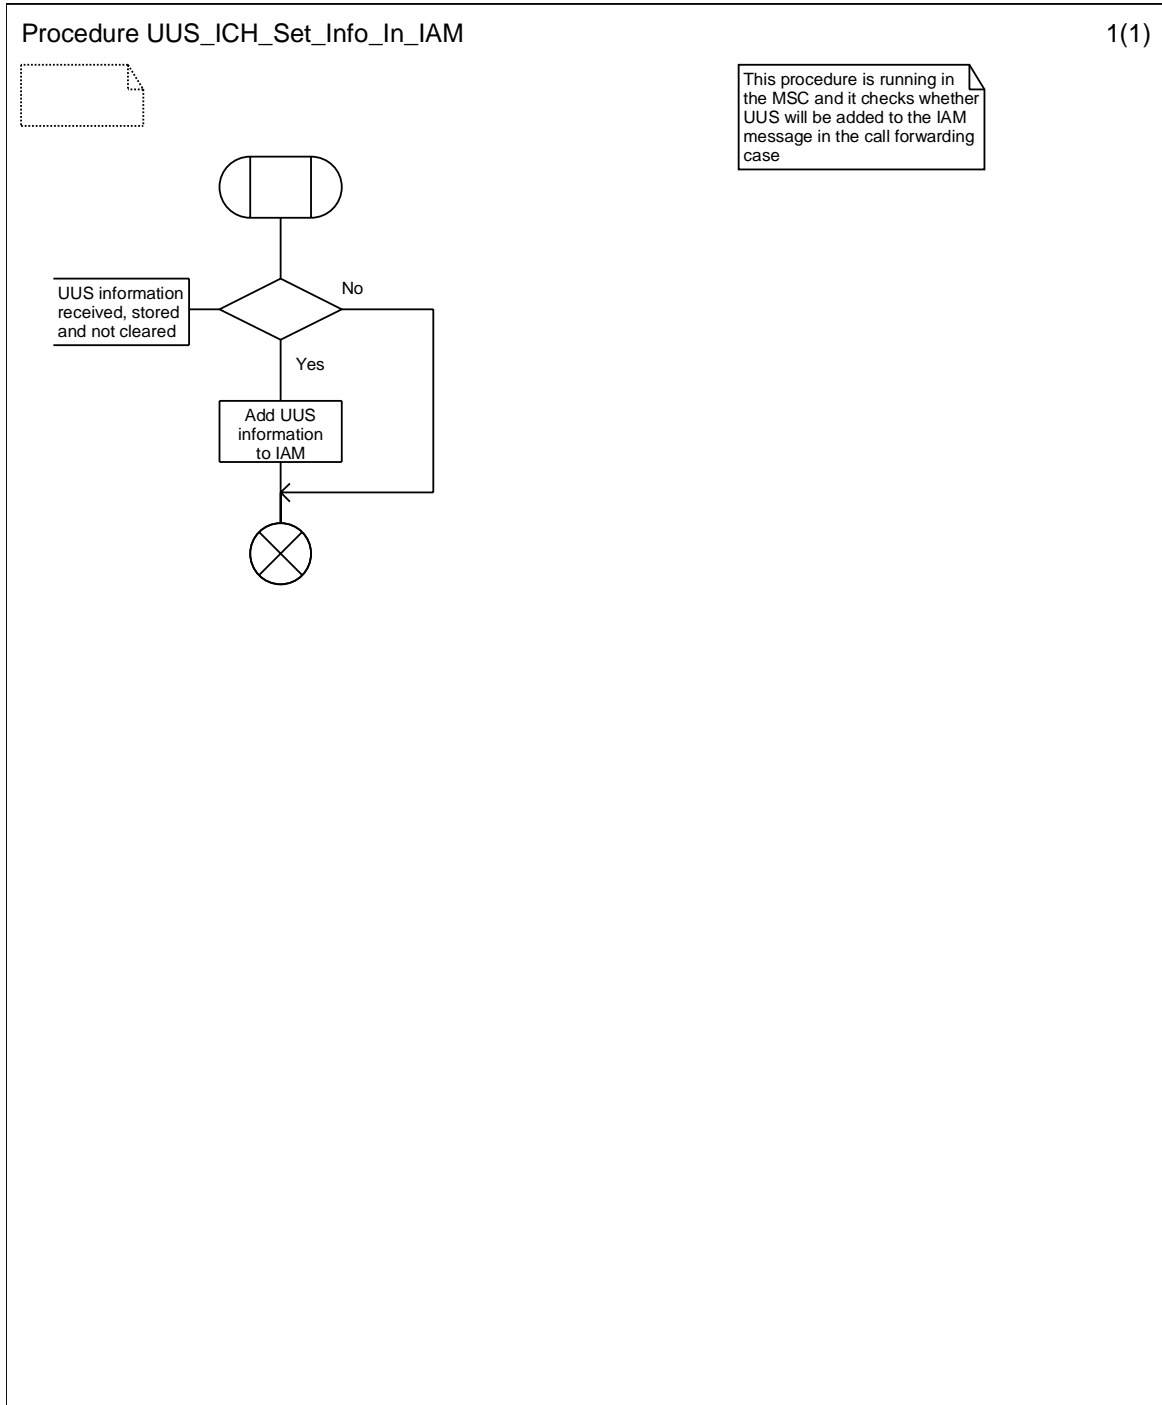 Procedure UUS_ICH_Set_Info_In_IAM
1(1)
This procedure is running in
the MSC and it checks whether
UUS will be added to the IAM
message in the call forwarding
case
UUS information
received, stored
and not cleared
No
Yes
Add UUS
information
to IAM